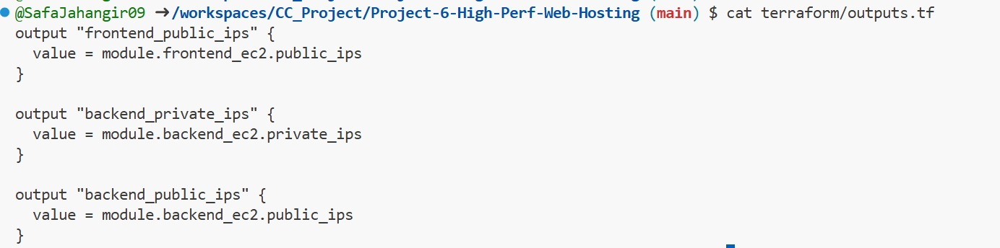 @SafaJahangir09 ➜/workspaces/CC_Project/Project-6-High-Perf-Web-Hosting (main) $ cat terraform/outputs.tf
output "frontend_public_ips" {
  value = module.frontend_ec2.public_ips
}

output "backend_private_ips" {
  value = module.backend_ec2.private_ips
}

output "backend_public_ips" {
  value = module.backend_ec2.public_ips
}